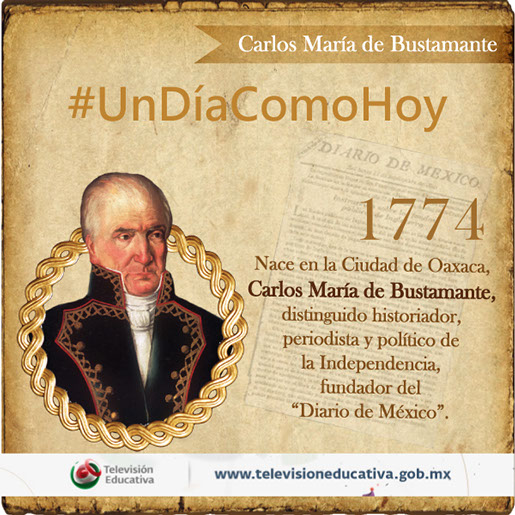 Carlos María de Bustamante
#UnDíaComoHoy
DIARIO DE MEXICO
1774
Nace en la Ciudad de Oaxaca,
Carlos María de Bustamante,
distinguido historiador,
periodista y político de
la Independencia,
fundador del
“Diario de México”.
Televisión
Educativa
www.televisioneducativa.gob.mx